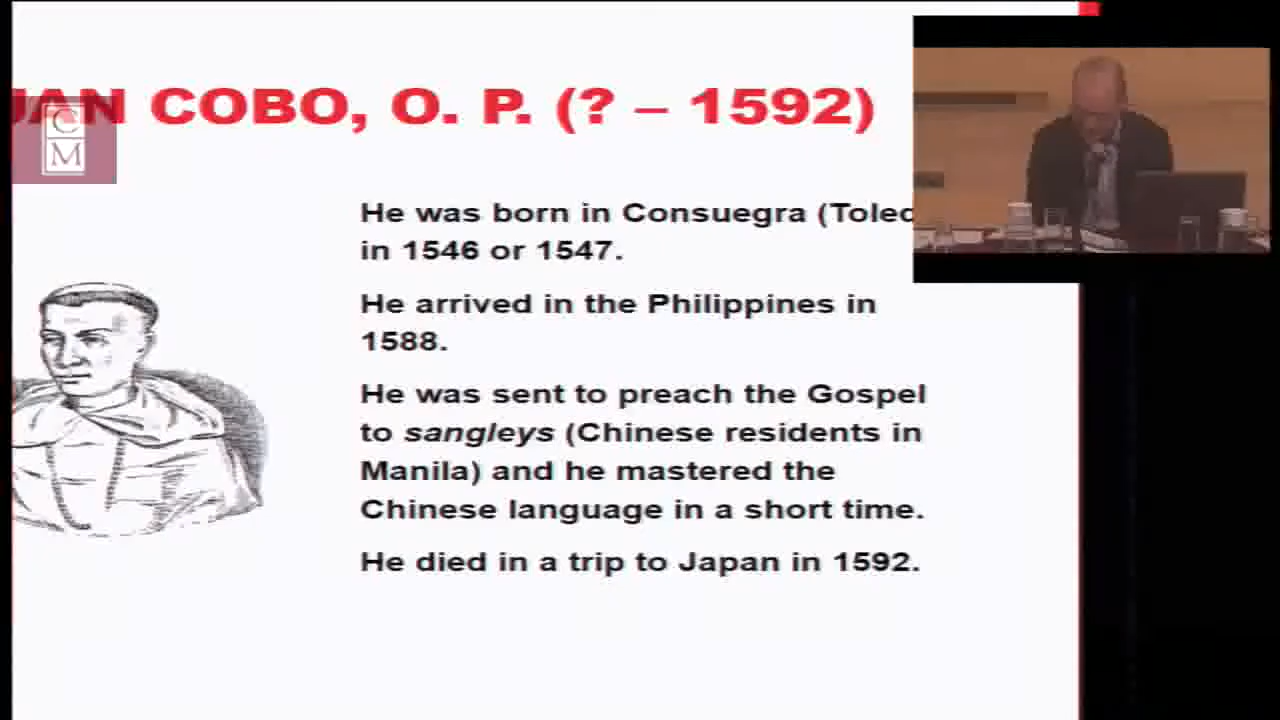 JAN COBO, O. P. (? – 1592)
C
M
He was born in Consuegra (Toled
in 1546 or 1547.
He arrived in the Philippines in
1588.
He was sent to preach the Gospel
to sangleys (Chinese residents in
Manila) and he mastered the
Chinese language in a short time.
He died in a trip to Japan in 1592.